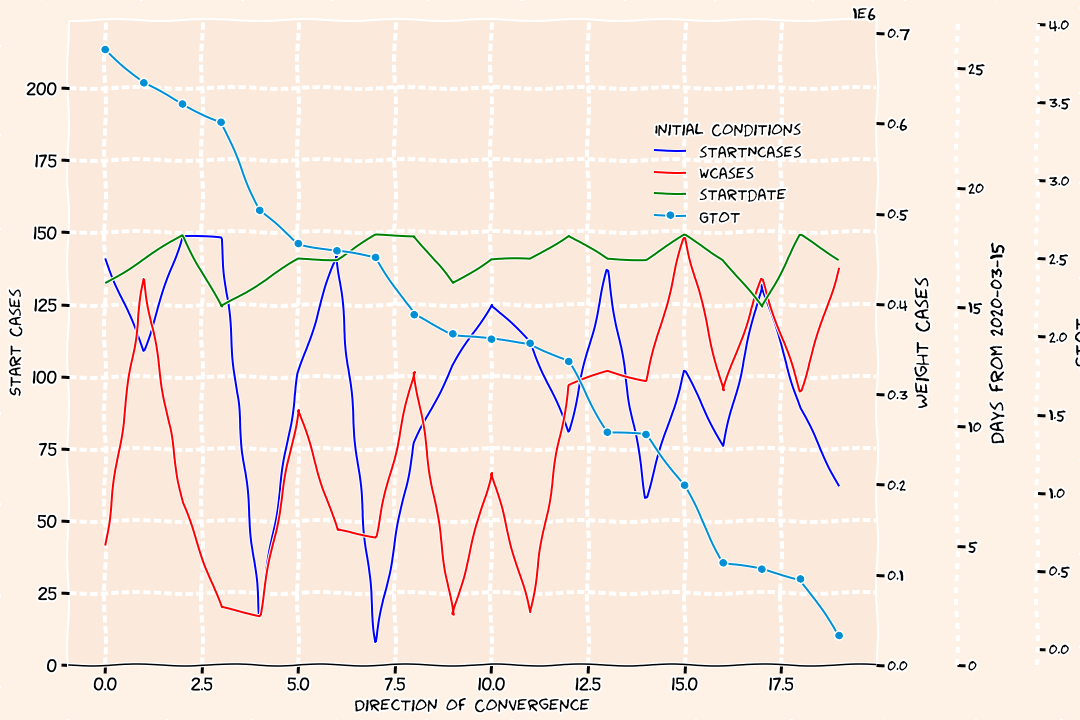 1E6
0.7
0.6
0.5
0.4
0.3
0.2
0.1
0.0
WEIGHT CASES
25
20
15
10
5
0
DAYS FROM 2020-03-15
4.0
3.5
3.0
2.5
2.0
1.5
1.0
0.5
0.0
200
175
150
125
100
75
50
25
0
START CASES
INITIAL CONDITIONS
STARTNCASES
WCASES
STARTDATE
GTOT
0.0 2.5 5.0 7.5 10.0 12.5 15.0 17.5
DIRECTION OF CONVERGENCE